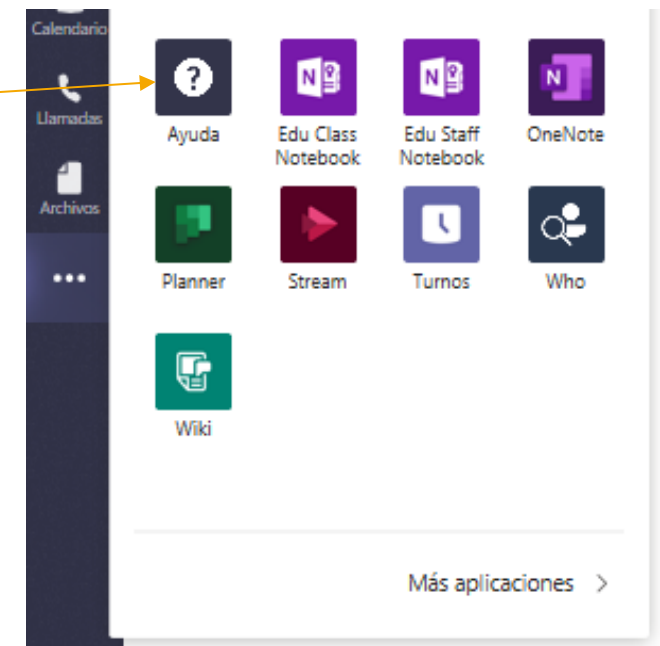 Calendario
Llamadas
Archivos
Ayuda
Edu Class
Notebook
Edu Staff
Notebook
OneNote
Planner
Stream
Turnos
Who
Wiki
Más aplicaciones